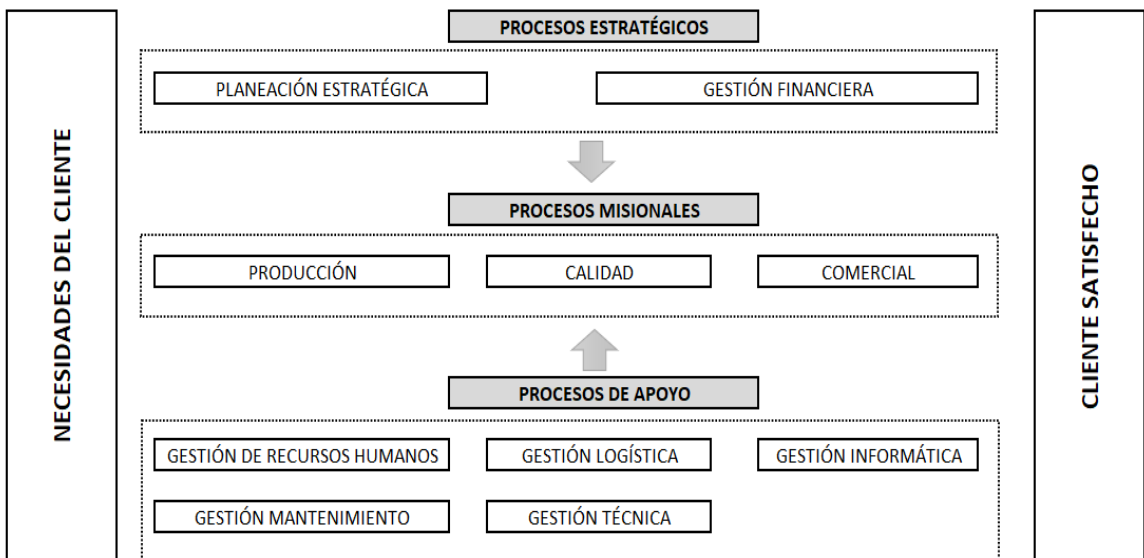 NECESIDADES DEL CLIENTE
PROCESOS ESTRATÉGICOS
PLANEACIÓN ESTRATÉGICA
GESTIÓN FINANCIERA
PROCESOS MISIONALES
PRODUCCIÓN
CALIDAD
COMERCIAL
PROCESOS DE APOYO
GESTIÓN DE RECURSOS HUMANOS
GESTIÓN LOGÍSTICA
GESTIÓN INFORMÁTICA
GESTIÓN MANTENIMIENTO
GESTIÓN TÉCNICA
CLIENTE SATISFECHO